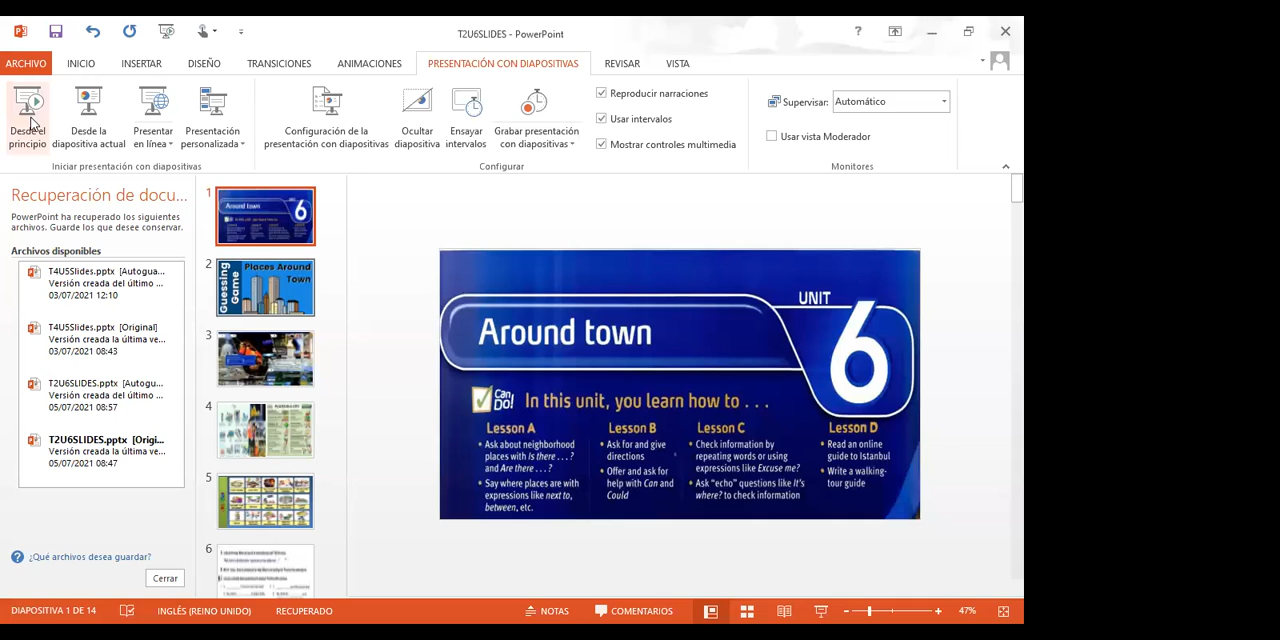 T2U6SLIDES - PowerPoint
?
ARCHIVO INICIO INSERTAR DISEÑO TRANSICIONES ANIMACIONES PRESENTACIÓN CON DIAPOSITIVAS REVISAR VISTA
Desde el
principio
Desde la
diapositiva actual
Presentar
en línea
Presentación
personalizada
Iniciar presentación con diapositivas
Configuración de la
presentación con diapositivas
Ocultar
diapositiva
Ensayar
intervalos
Grabar presentación
con diapositivas
Reproducir narraciones
Usar intervalos
Mostrar controles multimedia
Configurar
Supervisar: Automático
Usar vista Moderador
Monitores
Recuperación de docu...
PowerPoint ha recuperado los siguientes
archivos. Guarde los que desee conservar.
Archivos disponibles
T4U5Slides.pptx [Autogua...
Versión creada del último ...
03/07/2021 12:10
T4U5Slides.pptx [Original]
Versión creada la última ve...
03/07/2021 08:43
T2U6SLIDES.pptx [Autogu...
Versión creada del último ...
05/07/2021 08:57
T2U6SLIDES.pptx [Origi...
Versión creada la última ve...
05/07/2021 08:47
¿Qué archivos desea guardar?
Cerrar
1
Around town
6
2
Guessing
Game
Places Around
Town
3
4
5
6
UNIT
6
Around town
Can
Do!
In this unit, you learn how to . . .
Lesson A
• Ask about neighborhood
places with Is there . . . ?
and Are there . . . ?
• Say where places are with
expressions like next to,
between, etc.
Lesson B
• Ask for and give
directions
• Offer and ask for
help with Can and
Could
Lesson C
• Check information by
repeating words or using
expressions like Excuse me?
• Ask "echo" questions like It's
where? to check information
Lesson D
• Read an online
guide to Istanbul
• Write a walking-
tour guide
DIAPOSITIVA 1 DE 14 INGLÉS (REINO UNIDO) RECUPERADO NOTAS COMENTARIOS 47%